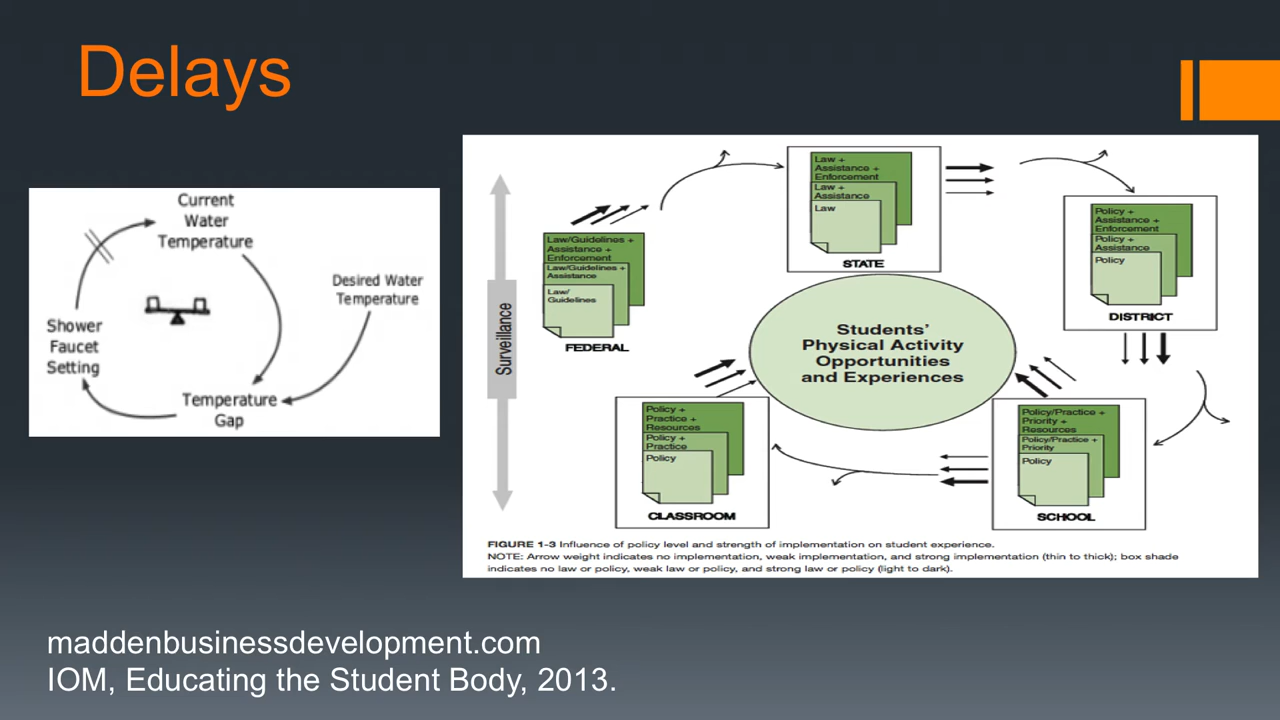 Delays
Current
Water
Temperature
Desired Water
Temperature
Shower
Faucet
Setting
Temperature
Gap
Surveillance
Law/Guidelines +
Assistance +
Enforcement
Law/Guidelines +
Assistance
Law/
Guidelines
FEDERAL
Law +
Assistance +
Enforcement
Law +
Assistance
Law
STATE
Policy +
Assistance +
Enforcement
Policy +
Assistance
Policy
DISTRICT
Students’
Physical Activity
Opportunities
and Experiences
Policy +
Practice +
Resources
Policy +
Practice
Policy
CLASSROOM
Policy/Practice +
Priority +
Resources
Policy/Practice +
Priority
Policy
SCHOOL
FIGURE 1-3 Influence of policy level and strength of implementation on student experience.
NOTE: Arrow weight indicates no implementation, weak implementation, and strong implementation (thin to thick); box shade
indicates no law or policy, weak law or policy, and strong law or policy (light to dark).
maddenbusinessdevelopment.com
IOM, Educating the Student Body, 2013.